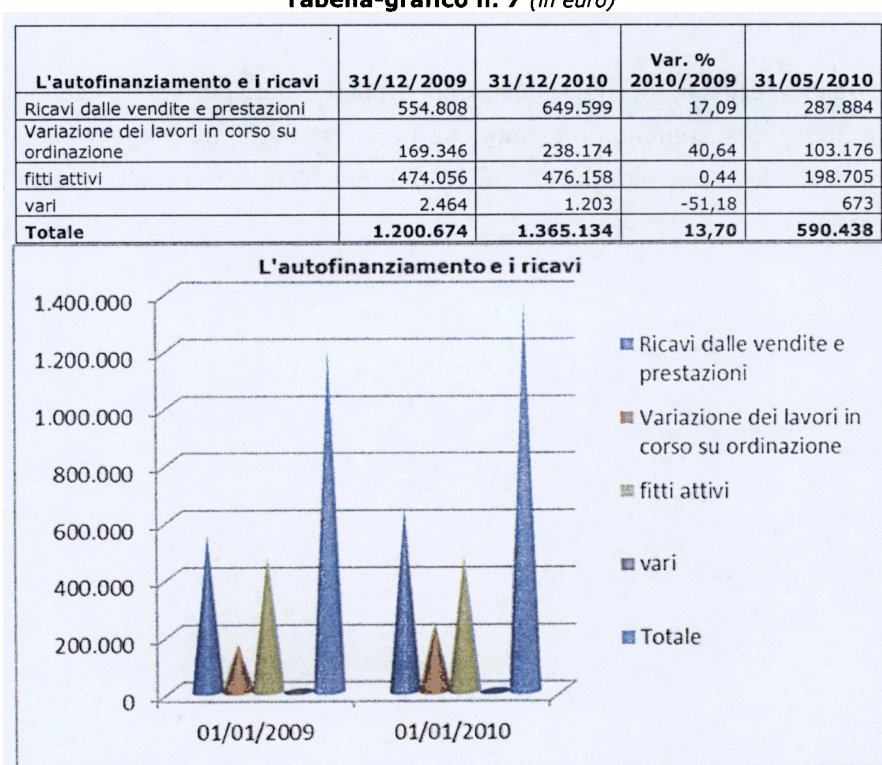 Tabella-grafico n. 7 (in euro)
L'autofinanziamento e i ricavi 31/12/2009 31/12/2010 Var. % 2010/2009 31/05/2010
Ricavi dalle vendite e prestazioni 554.808 649.599 17,09 287.884
Variazione dei lavori in corso su
ordinazione 169.346 238.174 40,64 103.176
fitti attivi 474.056 476.158 0,44 198.705
vari 2.464 1.203 -51,18 673
Totale 1.200.674 1.365.134 13,70 590.438
L'autofinanziamento e i ricavi
1.400.000
1.200.000
1.000.000
800.000
600.000
400.000
200.000
0
01/01/2009 01/01/2010
Ricavi dalle vendite e
prestazioni
Variazione dei lavori in
corso su ordinazione
fitti attivi
vari
Totale